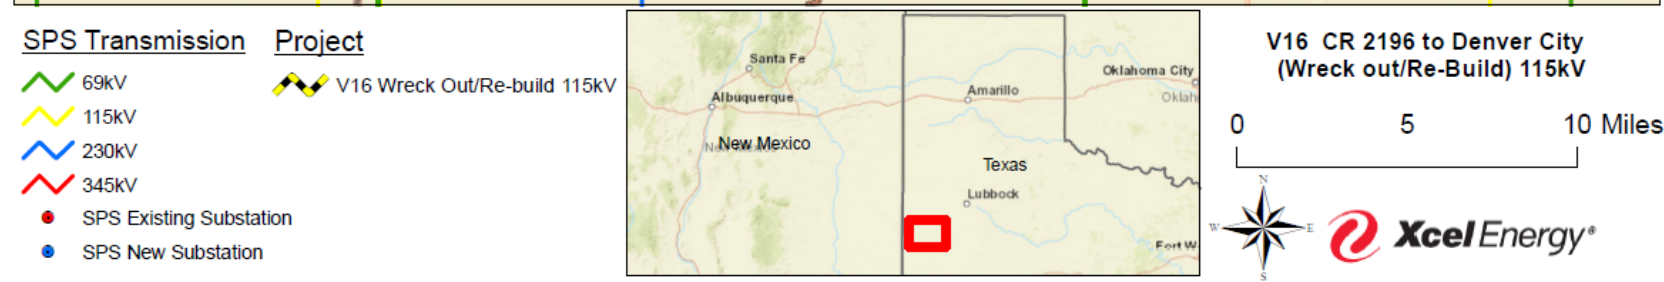 SPS Transmission
69kV
115kV
230kV
345kV
SPS Existing Substation
SPS New Substation
Project
V16 Wreck Out/Re-build 115kV
Santa Fe
Albuquerque
New Mexico
Amarillo
Oklahoma City
Oklah
Texas
Lubbock
Fort W
V16 CR 2196 to Denver City
(Wreck out/Re-Build) 115kV
0 5 10 Miles
N
W E
S
Xcel Energy®